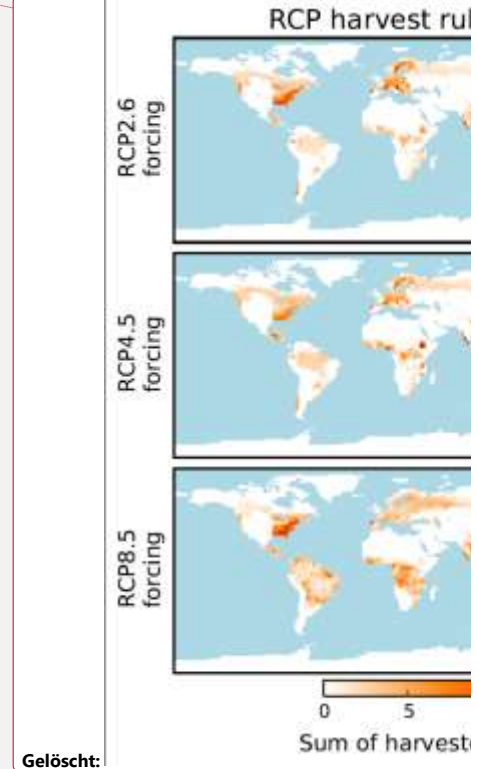 RCP harvest rul
RCP2.6
forcing
RCP4.5
forcing
RCP8.5
forcing
0 5
Sum of harvest
Gelöscht: